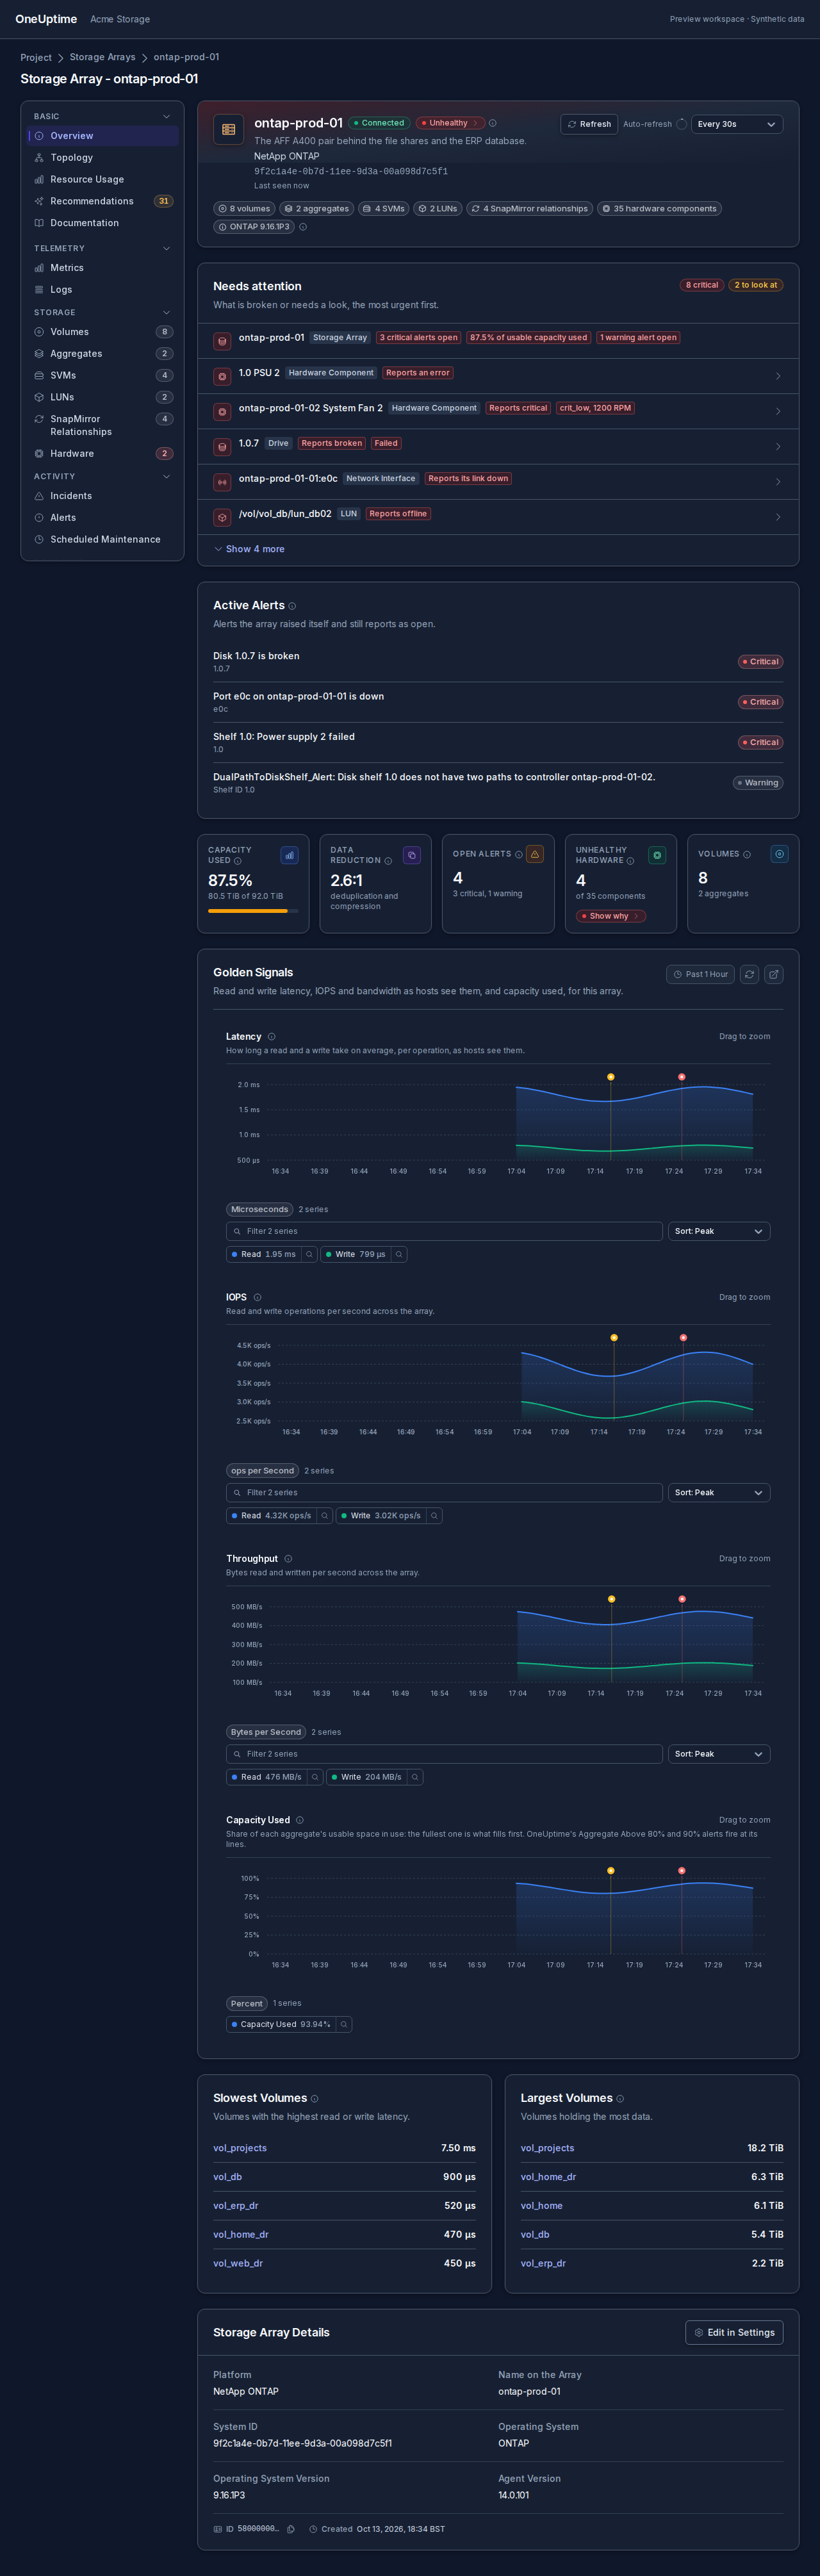 OneUptime
Acme Storage
Preview workspace · Synthetic data
Project
Storage Arrays
ontap-prod-01
Storage Array - ontap-prod-01
BASIC
Overview
Topology
Resource Usage
Recommendations 31
Documentation
TELEMETRY
Metrics
Logs
STORAGE
Volumes 8
Aggregates 2
SVMs 4
LUNs 2
SnapMirror Relationships 4
Hardware 2
ACTIVITY
Incidents
Alerts
Scheduled Maintenance
ontap-prod-01 Connected Unhealthy
Refresh Auto-refresh Every 30s
The AFF A400 pair behind the file shares and the ERP database.
NetApp ONTAP
9f2c1a4e-0b7d-11ee-9d3a-00a098d7c5f1
Last seen now
8 volumes 2 aggregates 4 SVMs 2 LUNs 4 SnapMirror relationships 35 hardware components
ONTAP 9.16.1P3
Needs attention
8 critical 2 to look at
What is broken or needs a look, the most urgent first.
ontap-prod-01 Storage Array 3 critical alerts open 87.5% of usable capacity used 1 warning alert open
1.0 PSU 2 Hardware Component Reports an error
ontap-prod-01-02 System Fan 2 Hardware Component Reports critical crit_low, 1200 RPM
1.0.7 Drive Reports broken Failed
ontap-prod-01-01:e0c Network Interface Reports its link down
/vol/vol_db/lun_db02 LUN Reports offline
Show 4 more
Active Alerts
Alerts the array raised itself and still reports as open.
Disk 1.0.7 is broken
1.0.7
Critical
Port e0c on ontap-prod-01-01 is down
e0c
Critical
Shelf 1.0: Power supply 2 failed
1.0
Critical
DualPathToDiskShelf_Alert: Disk shelf 1.0 does not have two paths to controller ontap-prod-01-02.
Shelf ID 1.0
Warning
CAPACITY USED
87.5%
80.5 TiB of 92.0 TiB
DATA REDUCTION
2.6:1
deduplication and compression
OPEN ALERTS
4
3 critical, 1 warning
UNHEALTHY HARDWARE
4
of 35 components
Show why
VOLUMES
8
2 aggregates
Golden Signals
Past 1 Hour
Read and write latency, IOPS and bandwidth as hosts see them, and capacity used, for this array.
Latency
Drag to zoom
How long a read and a write take on average, per operation, as hosts see them.
2.0 ms
1.5 ms
1.0 ms
500 µs
16:34 16:39 16:44 16:49 16:54 16:59 17:04 17:09 17:14 17:19 17:24 17:29 17:34
Microseconds 2 series
Filter 2 series
Sort: Peak
Read 1.95 ms Write 799 µs
IOPS
Drag to zoom
Read and write operations per second across the array.
4.5K ops/s
4.0K ops/s
3.5K ops/s
3.0K ops/s
2.5K ops/s
16:34 16:39 16:44 16:49 16:54 16:59 17:04 17:09 17:14 17:19 17:24 17:29 17:34
ops per Second 2 series
Filter 2 series
Sort: Peak
Read 4.32K ops/s Write 3.02K ops/s
Throughput
Drag to zoom
Bytes read and written per second across the array.
500 MB/s
400 MB/s
300 MB/s
200 MB/s
100 MB/s
16:34 16:39 16:44 16:49 16:54 16:59 17:04 17:09 17:14 17:19 17:24 17:29 17:34
Bytes per Second 2 series
Filter 2 series
Sort: Peak
Read 476 MB/s Write 204 MB/s
Capacity Used
Drag to zoom
Share of each aggregate's usable space in use: the fullest one is what fills first. OneUptime's Aggregate Above 80% and 90% alerts fire at its
lines.
100%
75%
50%
25%
0%
16:34 16:39 16:44 16:49 16:54 16:59 17:04 17:09 17:14 17:19 17:24 17:29 17:34
Percent 1 series
Capacity Used 93.94%
Slowest Volumes
Volumes with the highest read or write latency.
vol_projects 7.50 ms
vol_db 900 µs
vol_erp_dr 520 µs
vol_home_dr 470 µs
vol_web_dr 450 µs
Largest Volumes
Volumes holding the most data.
vol_projects 18.2 TiB
vol_home_dr 6.3 TiB
vol_home 6.1 TiB
vol_db 5.4 TiB
vol_erp_dr 2.2 TiB
Storage Array Details
Edit in Settings
Platform
NetApp ONTAP
Name on the Array
ontap-prod-01
System ID
9f2c1a4e-0b7d-11ee-9d3a-00a098d7c5f1
Operating System
ONTAP
Operating System Version
9.16.1P3
Agent Version
14.0.101
ID 58000000… Created Oct 13, 2026, 18:34 BST